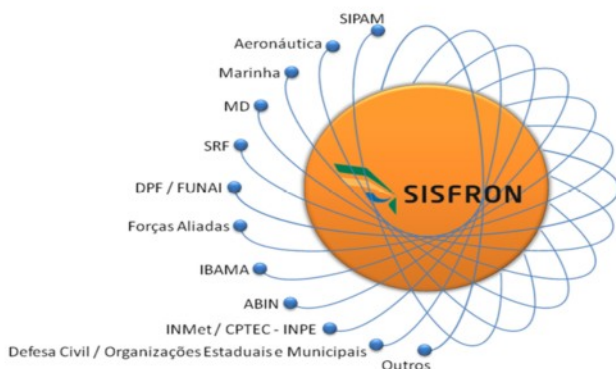 SIPAM
Aeronáutica
Marinha
MD
SRF
DPF / FUNAI
SISFRON
Forças Aliadas
IBAMA
ABIN
INMet / CPTEC - INPE
Defesa Civil / Organizações Estaduais e Municipais
Outros